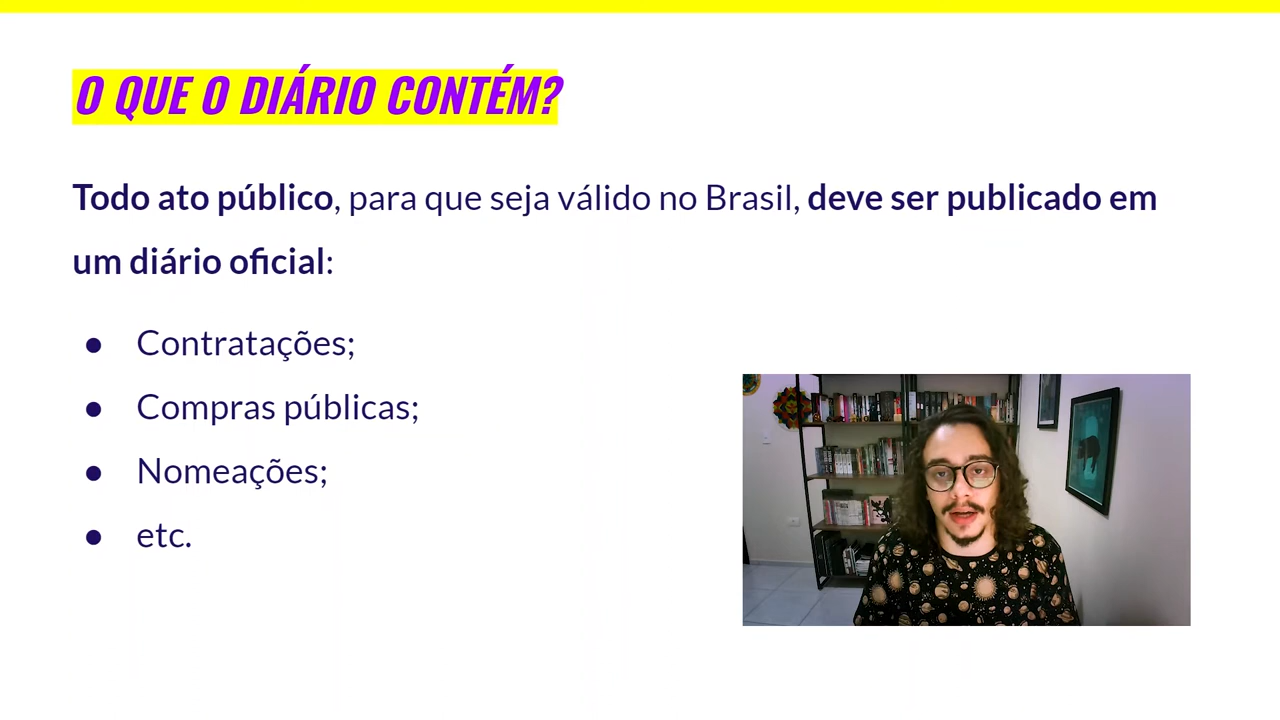 O QUE O DIÁRIO CONTÉM?
Todo ato público, para que seja válido no Brasil, deve ser publicado em
um diário oficial:
● Contratações;
● Compras públicas;
● Nomeações;
● etc.